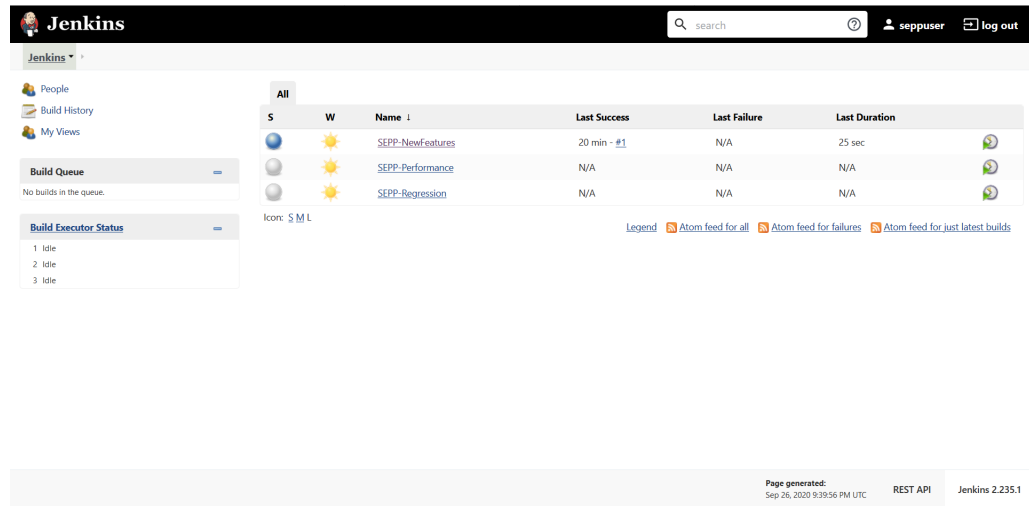 Jenkins
search
seppuser
log out
Jenkins
People
Build History
My Views
Build Queue
No builds in the queue.
Build Executor Status
1 Idle
2 Idle
3 Idle
All
S W Name ↓ Last Success Last Failure Last Duration
SEPP-NewFeatures 20 min - #1 N/A 25 sec
SEPP-Performance N/A N/A N/A
SEPP-Regression N/A N/A N/A
Icon: S M L
Legend Atom feed for all Atom feed for failures Atom feed for just latest builds
Page generated:
Sep 26, 2020 9:39:56 PM UTC
REST API
Jenkins 2.235.1